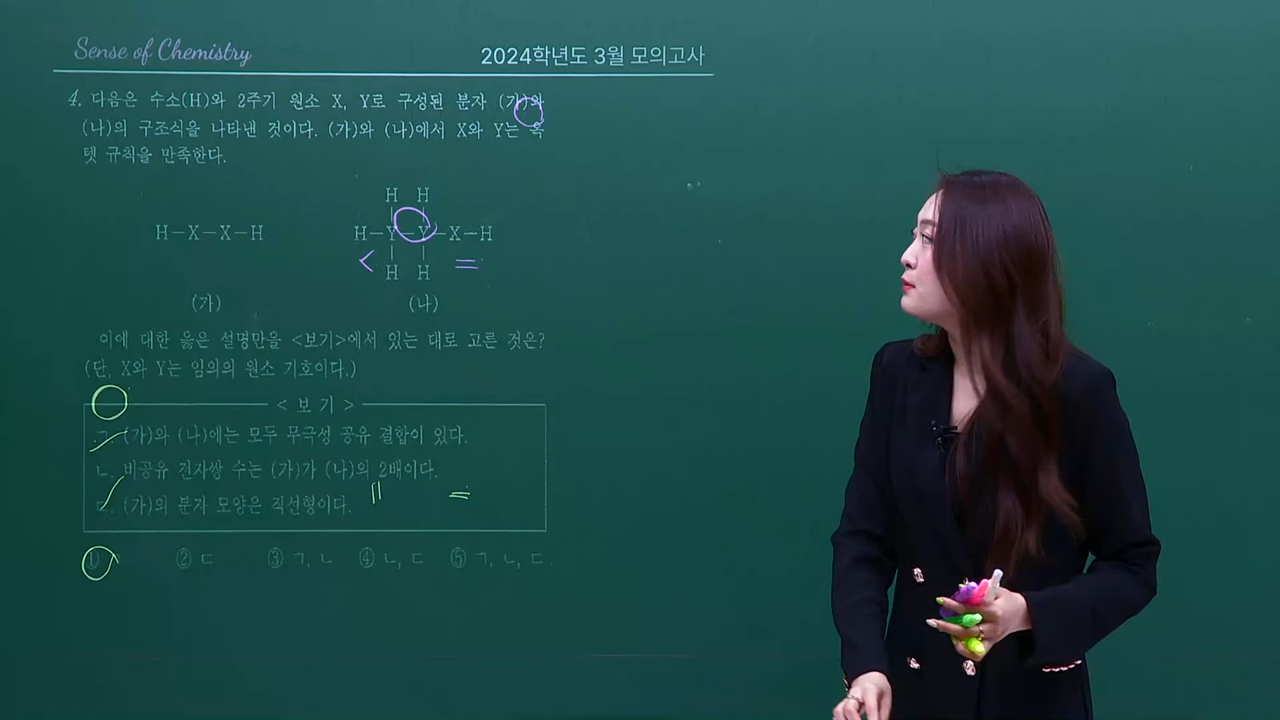 Sense of Chemistry
2024학년도 3월 모의고사
4. 다음은 수소(H)와 2주기 원소 X, Y로 구성된 분자 (가)와
(나)의 구조식을 나타낸 것이다. (가)와 (나)에서 X와 Y는 옥
텟 규칙을 만족한다.
H H
H-X-X-H H-Y-Y-X-H
< =
H H
(가) (나)
이에 대한 옳은 설명만을 <보기>에서 있는 대로 고른 것은?
(단, X와 Y는 임의의 원소 기호이다.)
< 보 기 >
ㄱ. (가)와 (나)에는 모두 무극성 공유 결합이 있다.
ㄴ. 비공유 전자쌍 수는 (가)가 (나)의 2배이다.
ㄷ. (가)의 분자 모양은 직선형이다.
① ② ㄷ ③ ㄱ, ㄴ ④ ㄴ, ㄷ ⑤ ㄱ, ㄴ, ㄷ